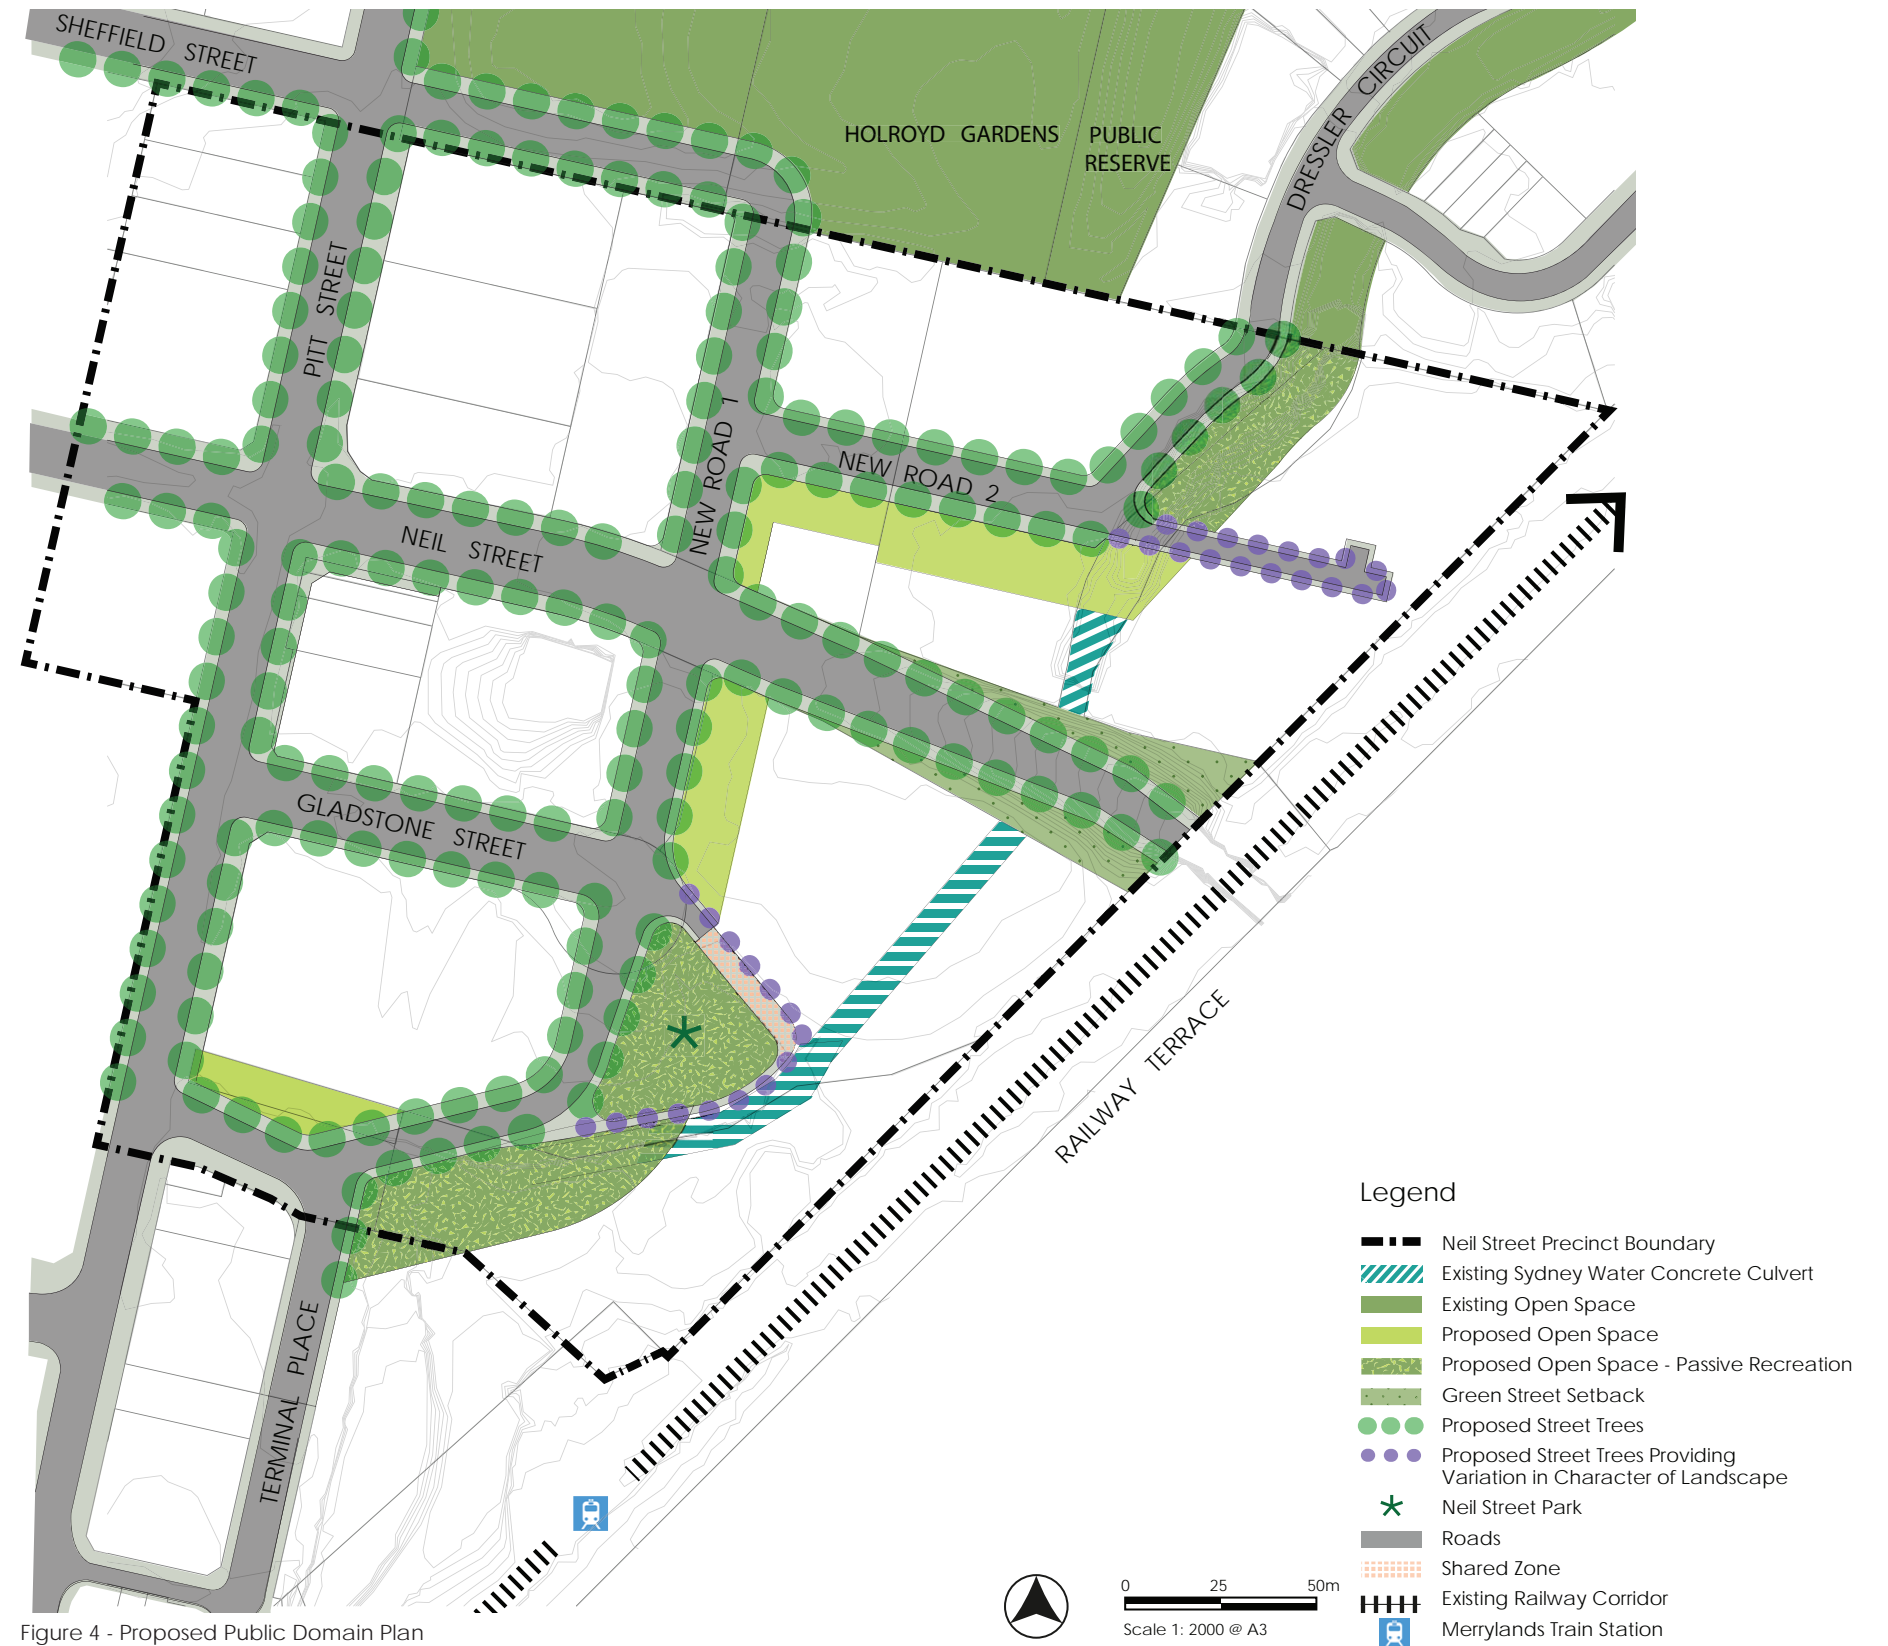 SHEFFIELD STREET
DRESSLER CIRCUIT
HOLROYD GARDENS PUBLIC
RESERVE
PITT STREET
NEW ROAD 1
NEW ROAD 2
NEIL STREET
GLADSTONE STREET
RAILWAY TERRACE
TERMINAL PLACE
Legend
Neil Street Precinct Boundary
Existing Sydney Water Concrete Culvert
Existing Open Space
Proposed Open Space
Proposed Open Space - Passive Recreation
Green Street Setback
Proposed Street Trees
Proposed Street Trees Providing
Variation in Character of Landscape
Neil Street Park
Roads
Shared Zone
Existing Railway Corridor
Merrylands Train Station
0 25 50m
Scale 1: 2000 @ A3
Figure 4 - Proposed Public Domain Plan